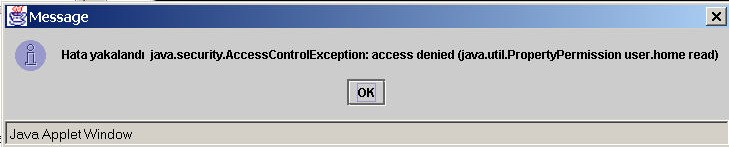 Message
Hata yakalandı java.security.AccessControlException: access denied (java.util.PropertyPermission user.home read)
OK
Java Applet Window